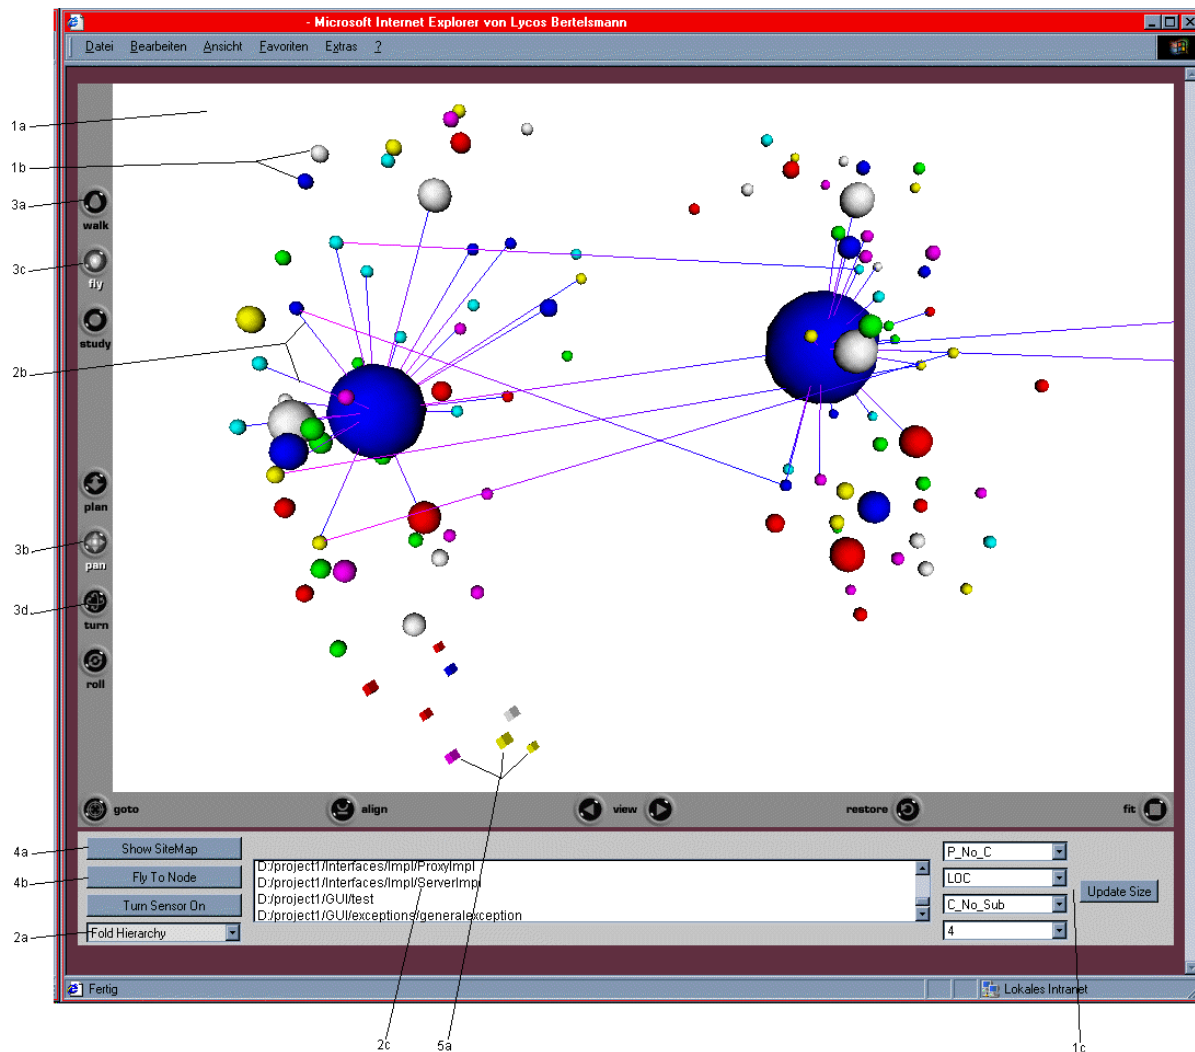 - Microsoft Internet Explorer von Lycos Bertelsmann
Datei Bearbeiten Ansicht Favoriten Extras ?
1a
1b
3a
walk
3c
fly
study
2b
plan
3b
pan
3d
turn
roll
goto align view restore fit
4a
Show SiteMap
4b
Fly To Node
Turn Sensor On
2a
Fold Hierarchy
D:/project1/Interfaces/Impl/ProxyImpl
D:/project1/Interfaces/Impl/ServerImpl
D:/project1/GUI/test
D:/project1/GUI/exceptions/generalexception
P_No_C
LOC
C_No_Sub
4
Update Size
Fertig Lokales Intranet
2c 5a 1c